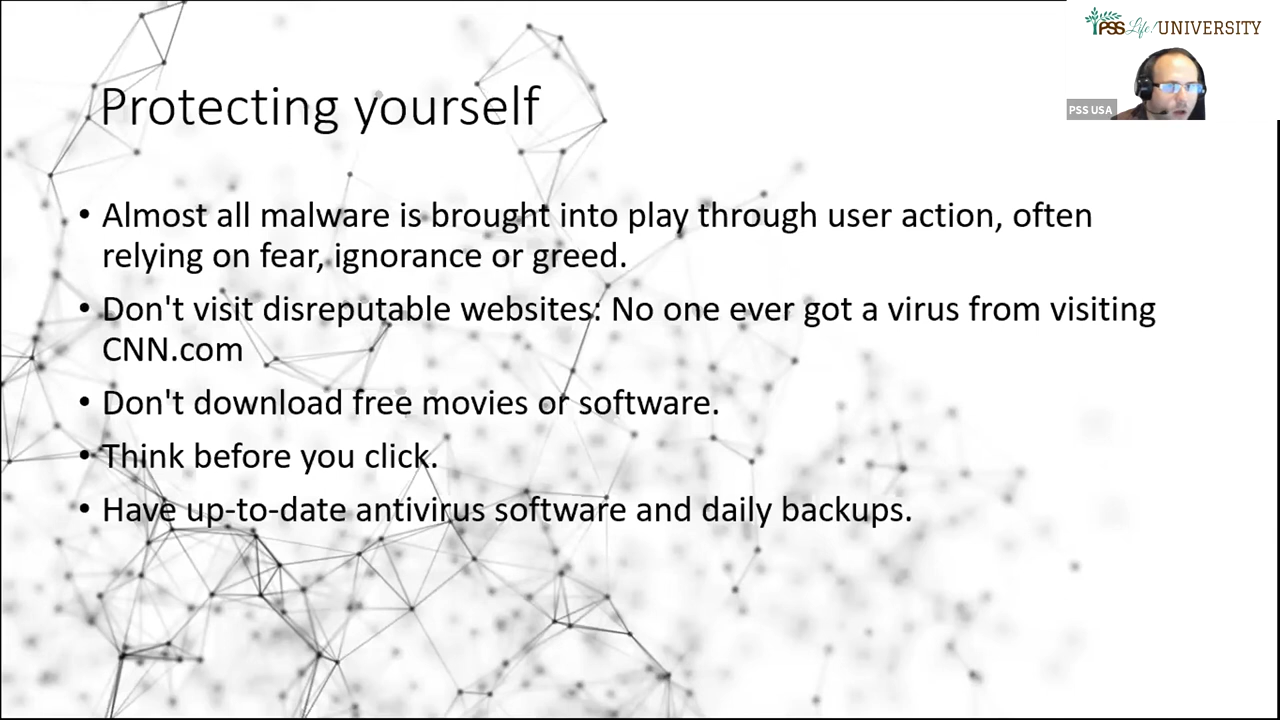 PSS Life! UNIVERSITY
PSS USA
Protecting yourself
• Almost all malware is brought into play through user action, often
relying on fear, ignorance or greed.
• Don't visit disreputable websites: No one ever got a virus from visiting
CNN.com
• Don't download free movies or software.
• Think before you click.
• Have up-to-date antivirus software and daily backups.